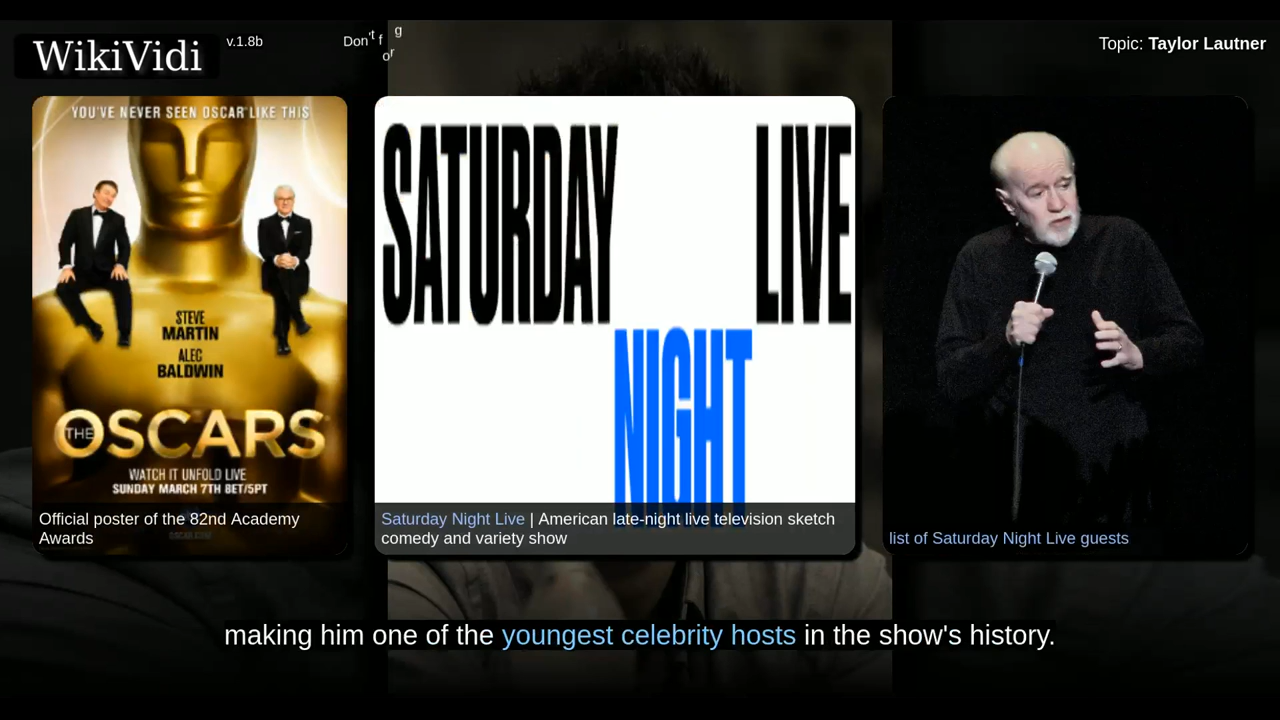 WikiVidi
v.1.8b
Don't forg
Topic: Taylor Lautner
YOU'VE NEVER SEEN OSCAR LIKE THIS
STEVE
MARTIN
ALEC
BALDWIN
THE OSCARS
WATCH IT UNFOLD LIVE
SUNDAY MARCH 7TH 8ET/5PT
Official poster of the 82nd Academy
Awards
SATURDAY LIVE
NIGHT
Saturday Night Live | American late-night live television sketch
comedy and variety show
list of Saturday Night Live guests
making him one of the youngest celebrity hosts in the show's history.